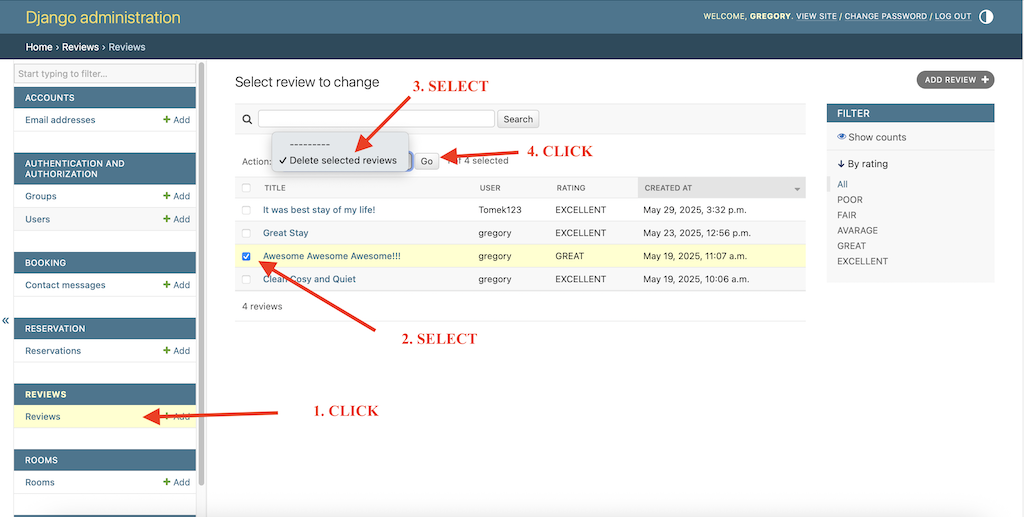 Django administration
WELCOME, GREGORY. VIEW SITE / CHANGE PASSWORD / LOG OUT
Home › Reviews › Reviews
Start typing to filter...
ACCOUNTS
Email addresses + Add
AUTHENTICATION AND
AUTHORIZATION
Groups + Add
Users + Add
BOOKING
Contact messages + Add
«
RESERVATION
Reservations + Add
REVIEWS
Reviews + Add
ROOMS
Rooms + Add
Select review to change
ADD REVIEW +
3. SELECT
Search
---------
Action: ✓ Delete selected reviews Go 4 selected
4. CLICK
TITLE USER RATING CREATED AT
It was best stay of my life! Tomek123 EXCELLENT May 29, 2025, 3:32 p.m.
Great Stay gregory EXCELLENT May 23, 2025, 12:56 p.m.
Awesome Awesome Awesome!!! gregory GREAT May 19, 2025, 11:07 a.m.
Clean Cosy and Quiet gregory EXCELLENT May 19, 2025, 10:06 a.m.
4 reviews
2. SELECT
1. CLICK
FILTER
Show counts
↓ By rating
All
POOR
FAIR
AVARAGE
GREAT
EXCELLENT